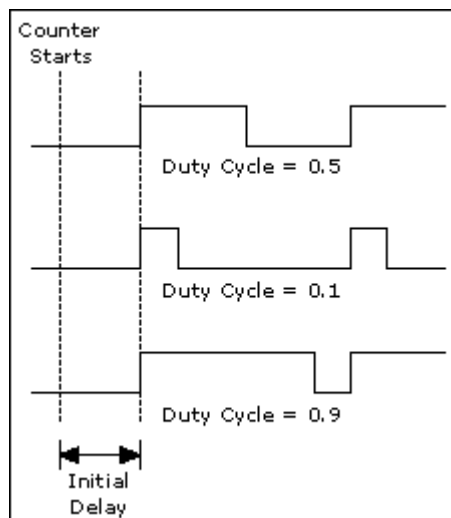 Counter
Starts
Duty Cycle = 0.5
Duty Cycle = 0.1
Duty Cycle = 0.9
Initial
Delay